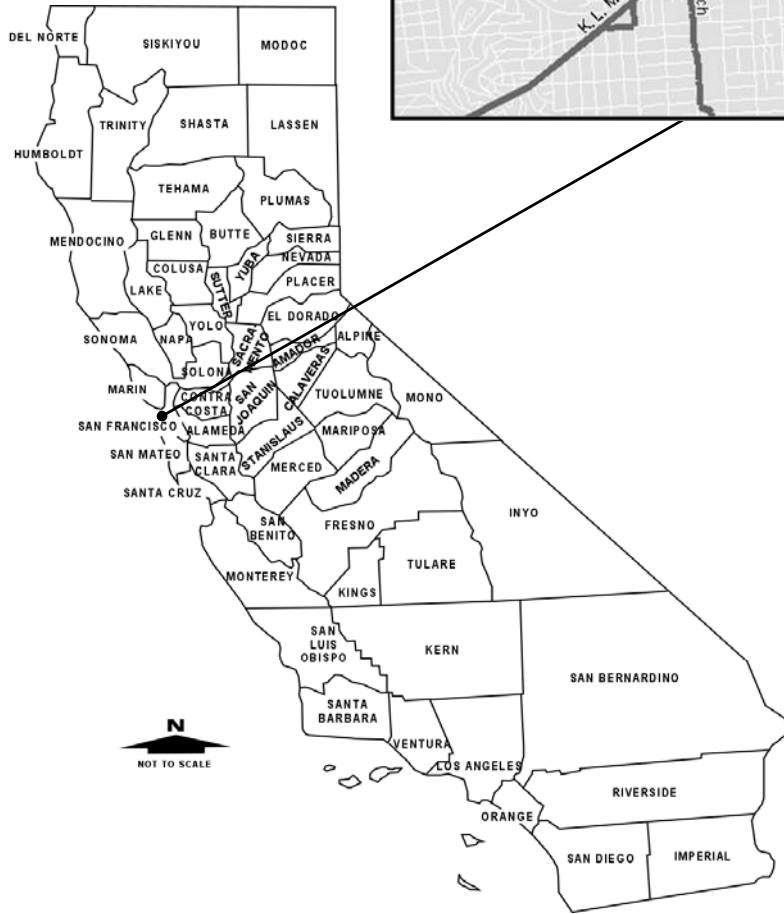 K, L, M
ch
DEL NORTE
SISKIYOU
MODOC
TRINITY
SHASTA
LASSEN
HUMBOLDT
TEHAMA
PLUMAS
MENDOCINO
GLENN
BUTTE
SIERRA
NEVADA
COLUSA
YUBA
SUTTER
PLACER
LAKE
EL DORADO
YOLO
SONOMA
NAPA
SACRA-
MENTO
AMADOR
ALPINE
SOLONA
MARIN
CONTRA
COSTA
SAN
JOAQUIN
CALAVERAS
TUOLUMNE
MONO
SAN FRANCISCO
ALAMEDA
STANISLAUS
MARIPOSA
SAN MATEO
SANTA
CLARA
MERCED
MADERA
SANTA CRUZ
SAN
BENITO
FRESNO
INYO
MONTEREY
KINGS
TULARE
SAN
LUIS
OBISPO
KERN
SAN BERNARDINO
SANTA
BARBARA
N
NOT TO SCALE
VENTURA
LOS ANGELES
RIVERSIDE
ORANGE
SAN DIEGO
IMPERIAL